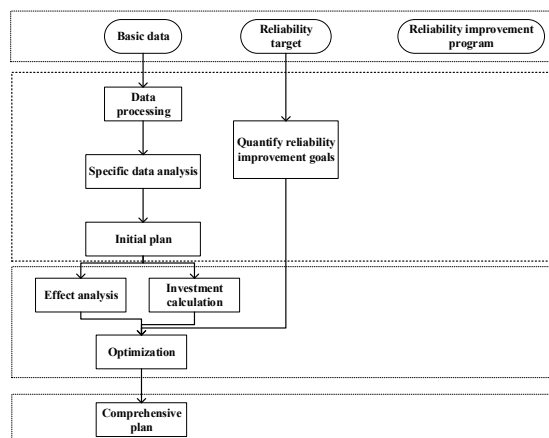 Basic data
Reliability
target
Reliability improvement
program
Data
processing
Quantify reliability
improvement goals
Specific data analysis
Initial plan
Effect analysis
Investment
calculation
Optimization
Comprehensive
plan